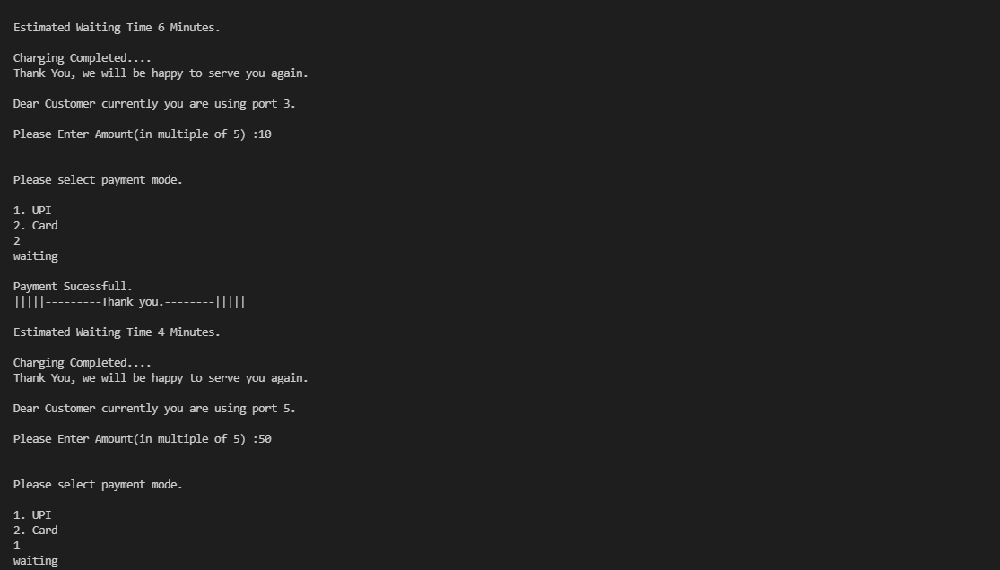 Estimated Waiting Time 6 Minutes.
Charging Completed....
Thank You, we will be happy to serve you again.
Dear Customer currently you are using port 3.
Please Enter Amount(in multiple of 5) :10
Please select payment mode.
1. UPI
2. Card
2
waiting
Payment Sucessfull.
|||||---------Thank you.--------|||||
Estimated Waiting Time 4 Minutes.
Charging Completed....
Thank You, we will be happy to serve you again.
Dear Customer currently you are using port 5.
Please Enter Amount(in multiple of 5) :50
Please select payment mode.
1. UPI
2. Card
1
waiting